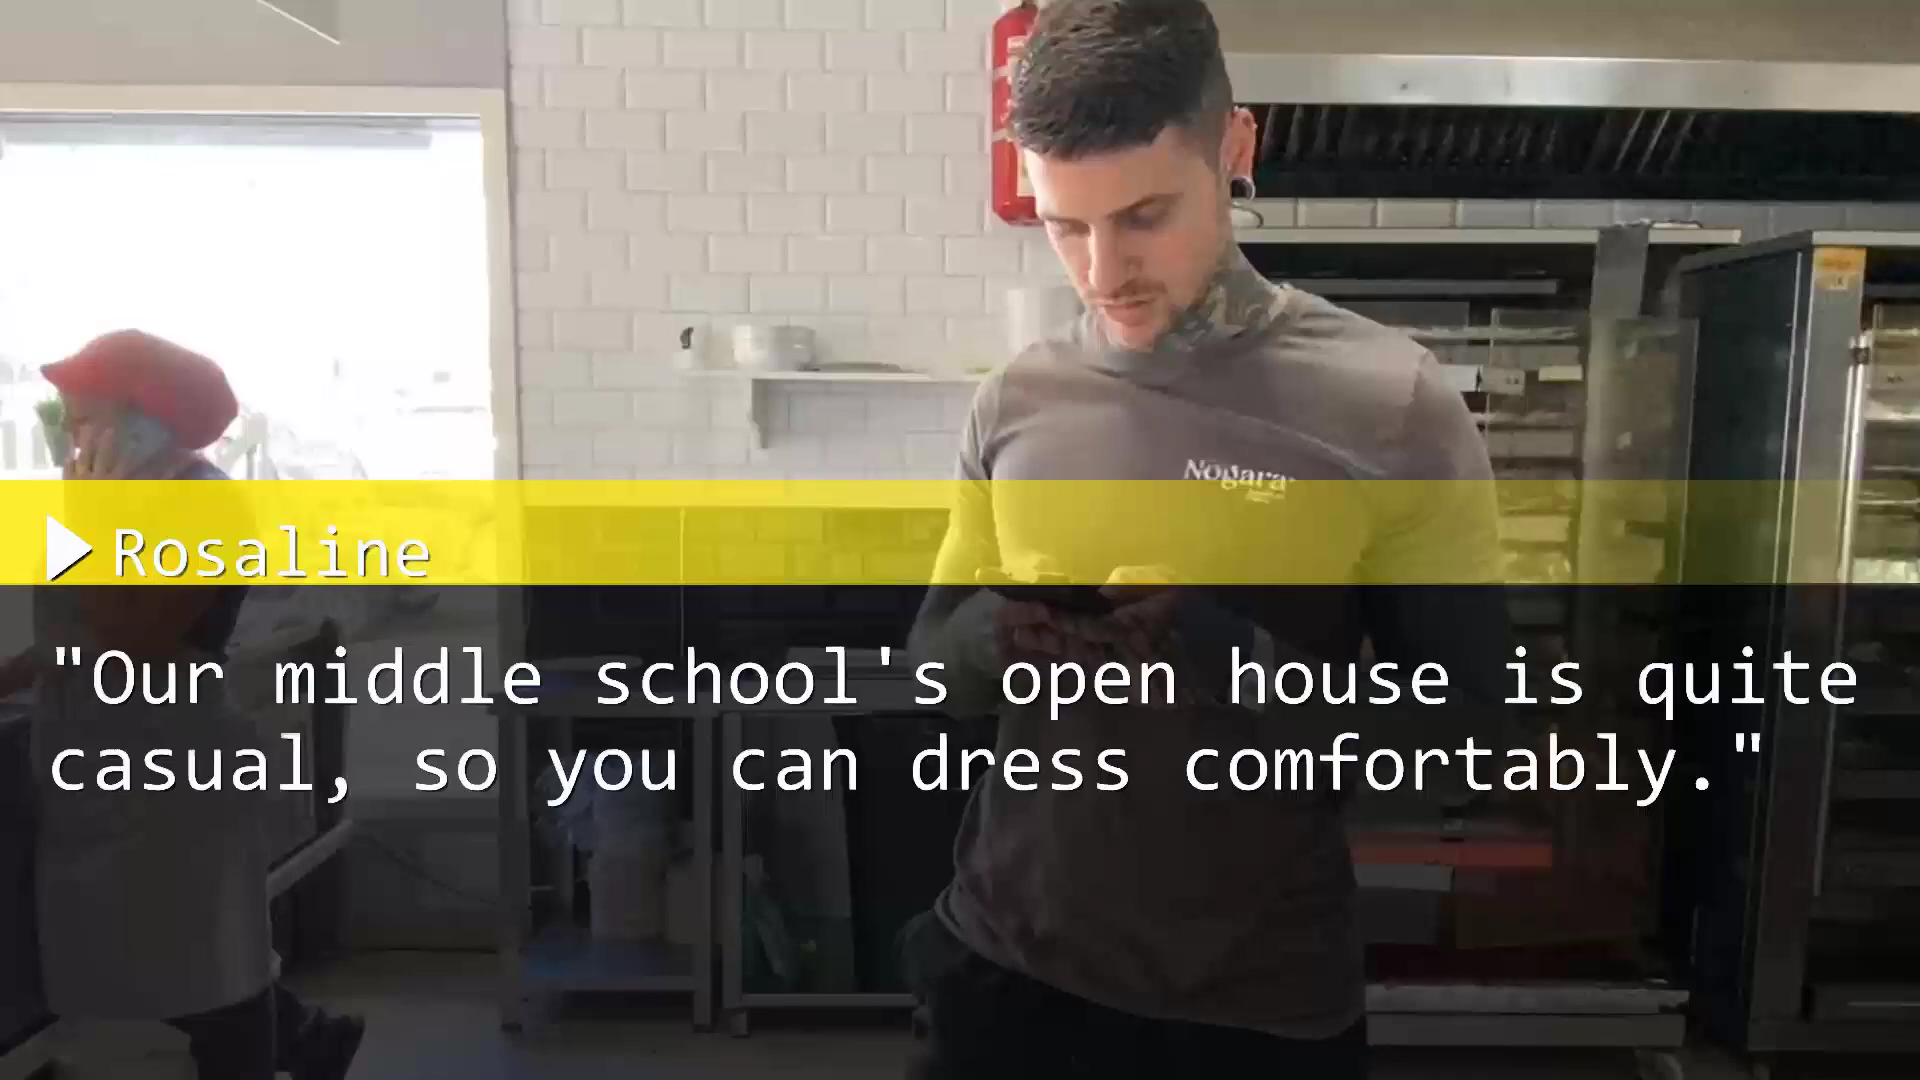 Nogara
Rosaline
"Our middle school's open house is quite
casual, so you can dress comfortably."